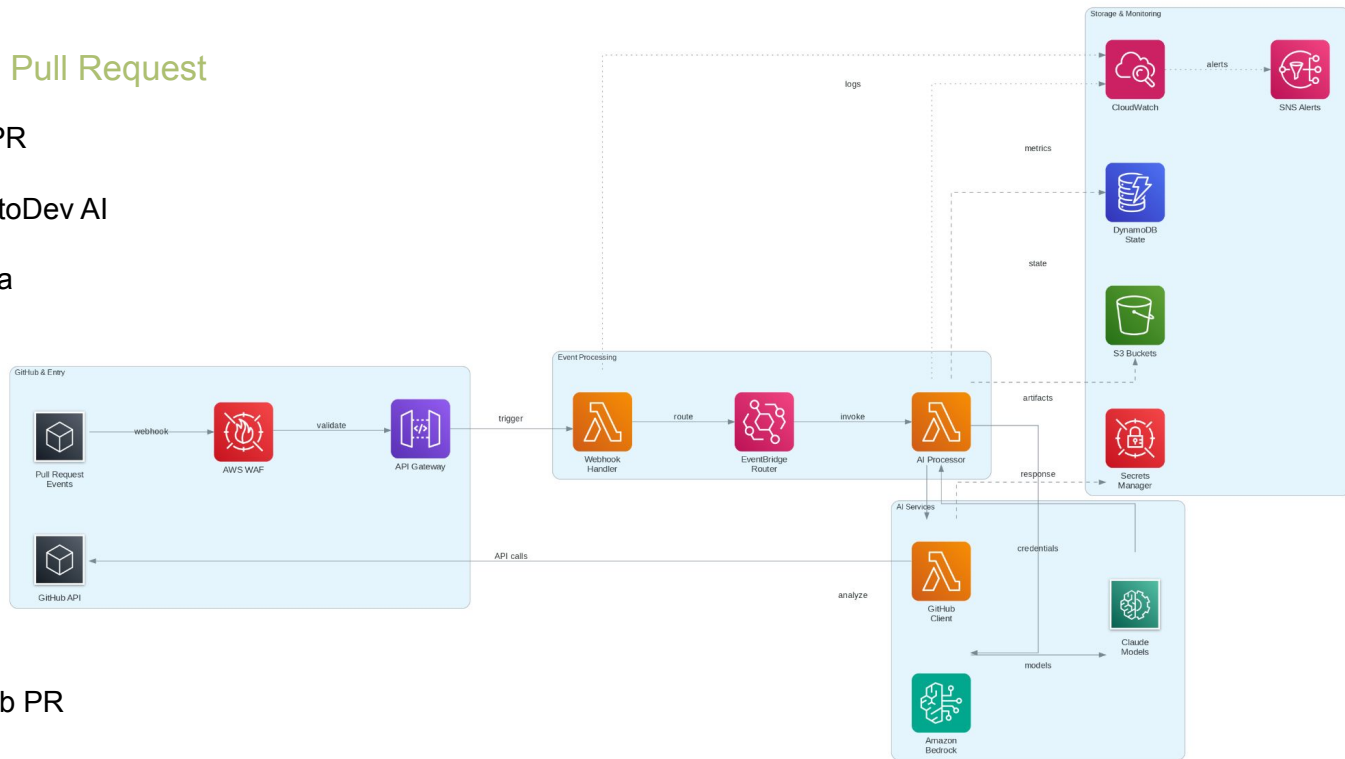 Pull Request
PR
toDev AI
a
b PR
Storage & Monitoring
CloudWatch
alerts
SNS Alerts
logs
metrics
DynamoDB
State
state
S3 Buckets
artifacts
Secrets
Manager
response
Event Processing
Webhook
Handler
route
EventBridge
Router
invoke
AI Processor
trigger
GitHub & Entry
Pull Request
Events
webhook
AWS WAF
validate
API Gateway
GitHub API
API calls
AI Services
GitHub
Client
credentials
analyze
Claude
Models
models
Amazon
Bedrock